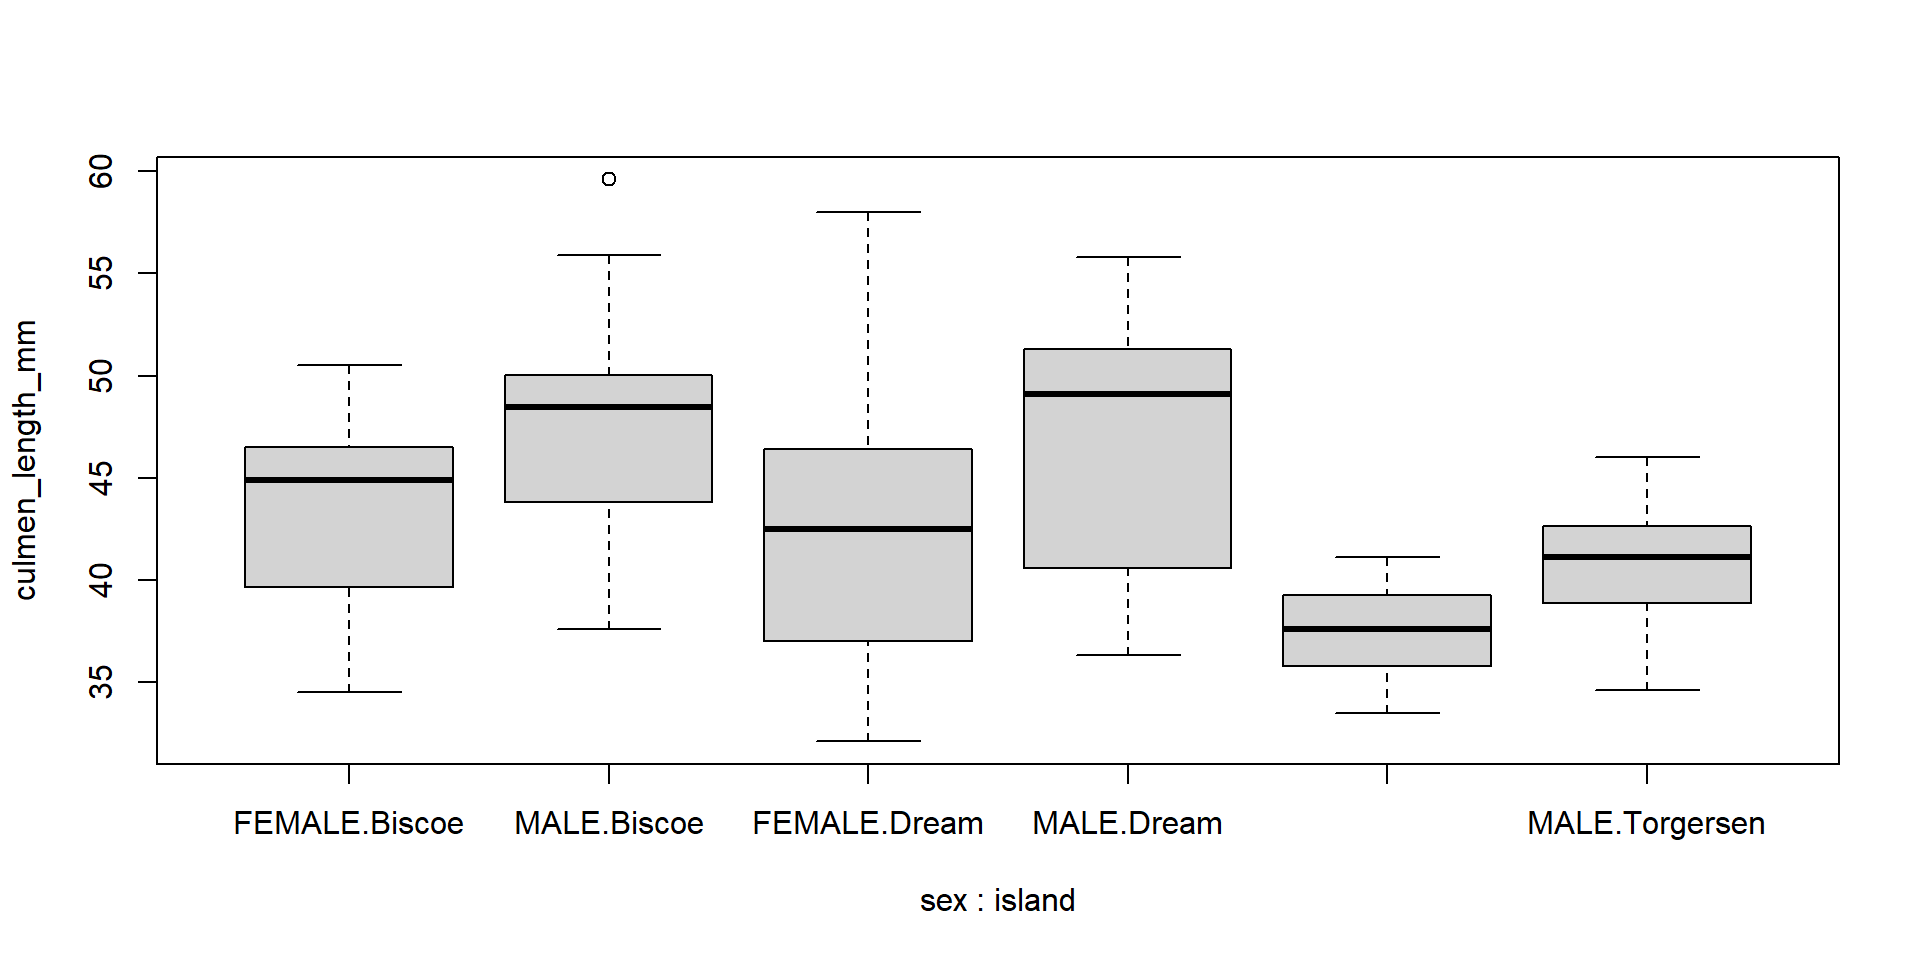 culmen_length_mm
60
55
50
45
40
35
FEMALE.Biscoe MALE.Biscoe FEMALE.Dream MALE.Dream MALE.Torgersen
sex : island